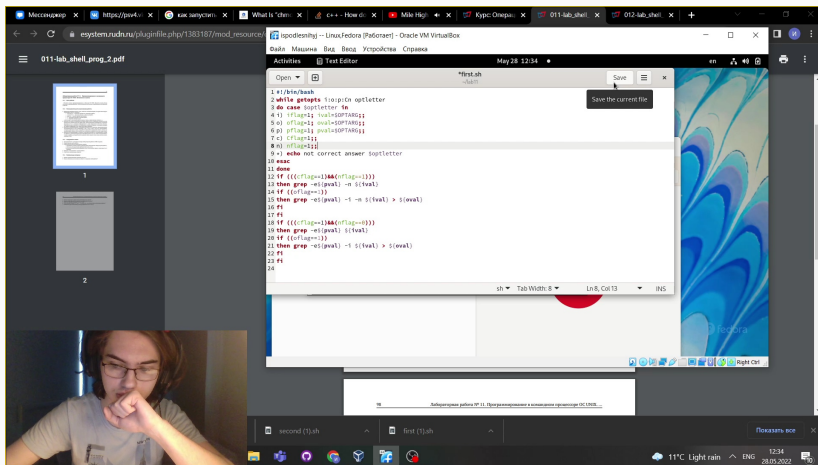 Мессенджер
https://psv4.v
как запустить
What Is "chm
c++ - How do
Mile High
Курс: Операц
011-lab_shell_
012-lab_shell_
esystem.rudn.ru/pluginfile.php/1383187/mod_resource/
011-lab_shell_prog_2.pdf
1
2
ispodlesnihj -- Linux,Fedora [Работает] - Oracle VM VirtualBox
Файл Машина Вид Ввод Устройства Справка
Activities Text Editor May 28 12:34 en
Open *first.sh Save
Save the current file
1 #!/bin/bash
2 while getopts i:o:p:Cn optletter
3 do case $optletter in
4 i) iflag=1; ival=$OPTARG;;
5 o) oflag=1; oval=$OPTARG;;
6 p) pflag=1; pval=$OPTARG;;
7 c) Cflag=1;;
8 n) nflag=1;;
9 *) echo not correct answer $optletter
10 esac
11 done
12 if (((cflag==1)&&(nflag==1)))
13 then grep -e${pval} -n ${ival}
14 if ((oflag==1))
15 then grep -e${pval} -i -n ${ival} > ${oval}
16 fi
17 fi
18 if (((cflag==1)&&(nflag==0)))
19 then grep -e${pval} ${ival}
20 if ((oflag==1))
21 then grep -e${pval} -i ${ival} > ${oval}
22 fi
23 fi
24
sh Tab Width: 8 Ln 8, Col 13 INS
fedora
Right Ctrl
98 Лабораторная работа № 11. Программирование в командном процессоре ОС UNIX. ...
second (1).sh
first (1).sh
Показать все
11°C Light rain
ENG
12:34
28.05.2022